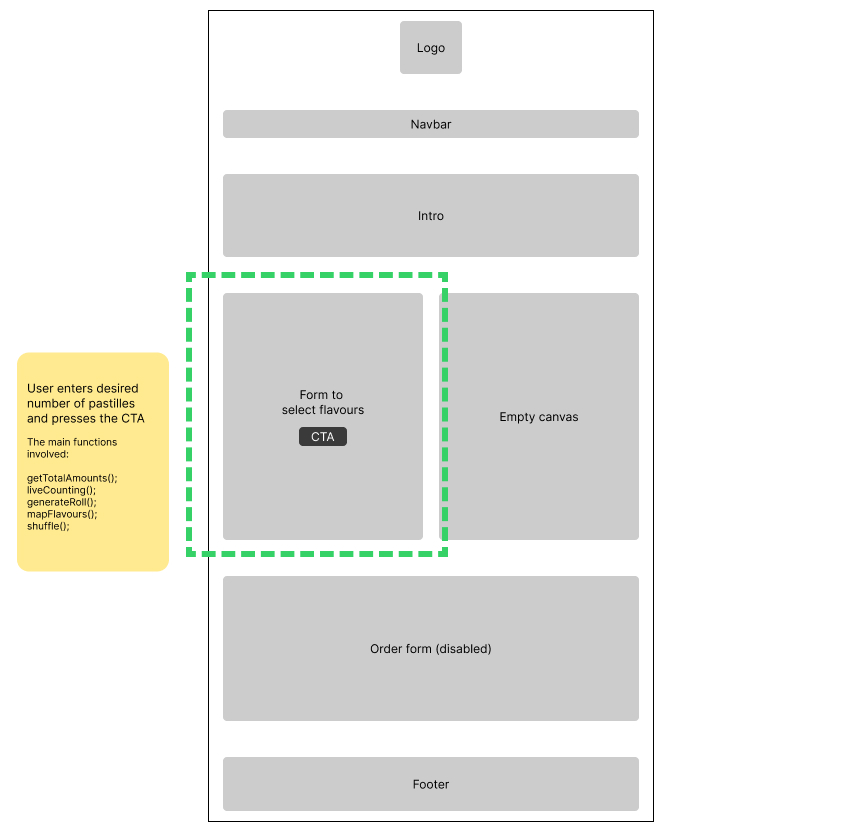 Logo
Navbar
Intro
User enters desired
number of pastilles
and presses the CTA
The main functions
involved:
getTotalAmounts();
liveCounting();
generateRoll();
mapFlavours();
shuffle();
Form to
select flavours
CTA
Empty canvas
Order form (disabled)
Footer